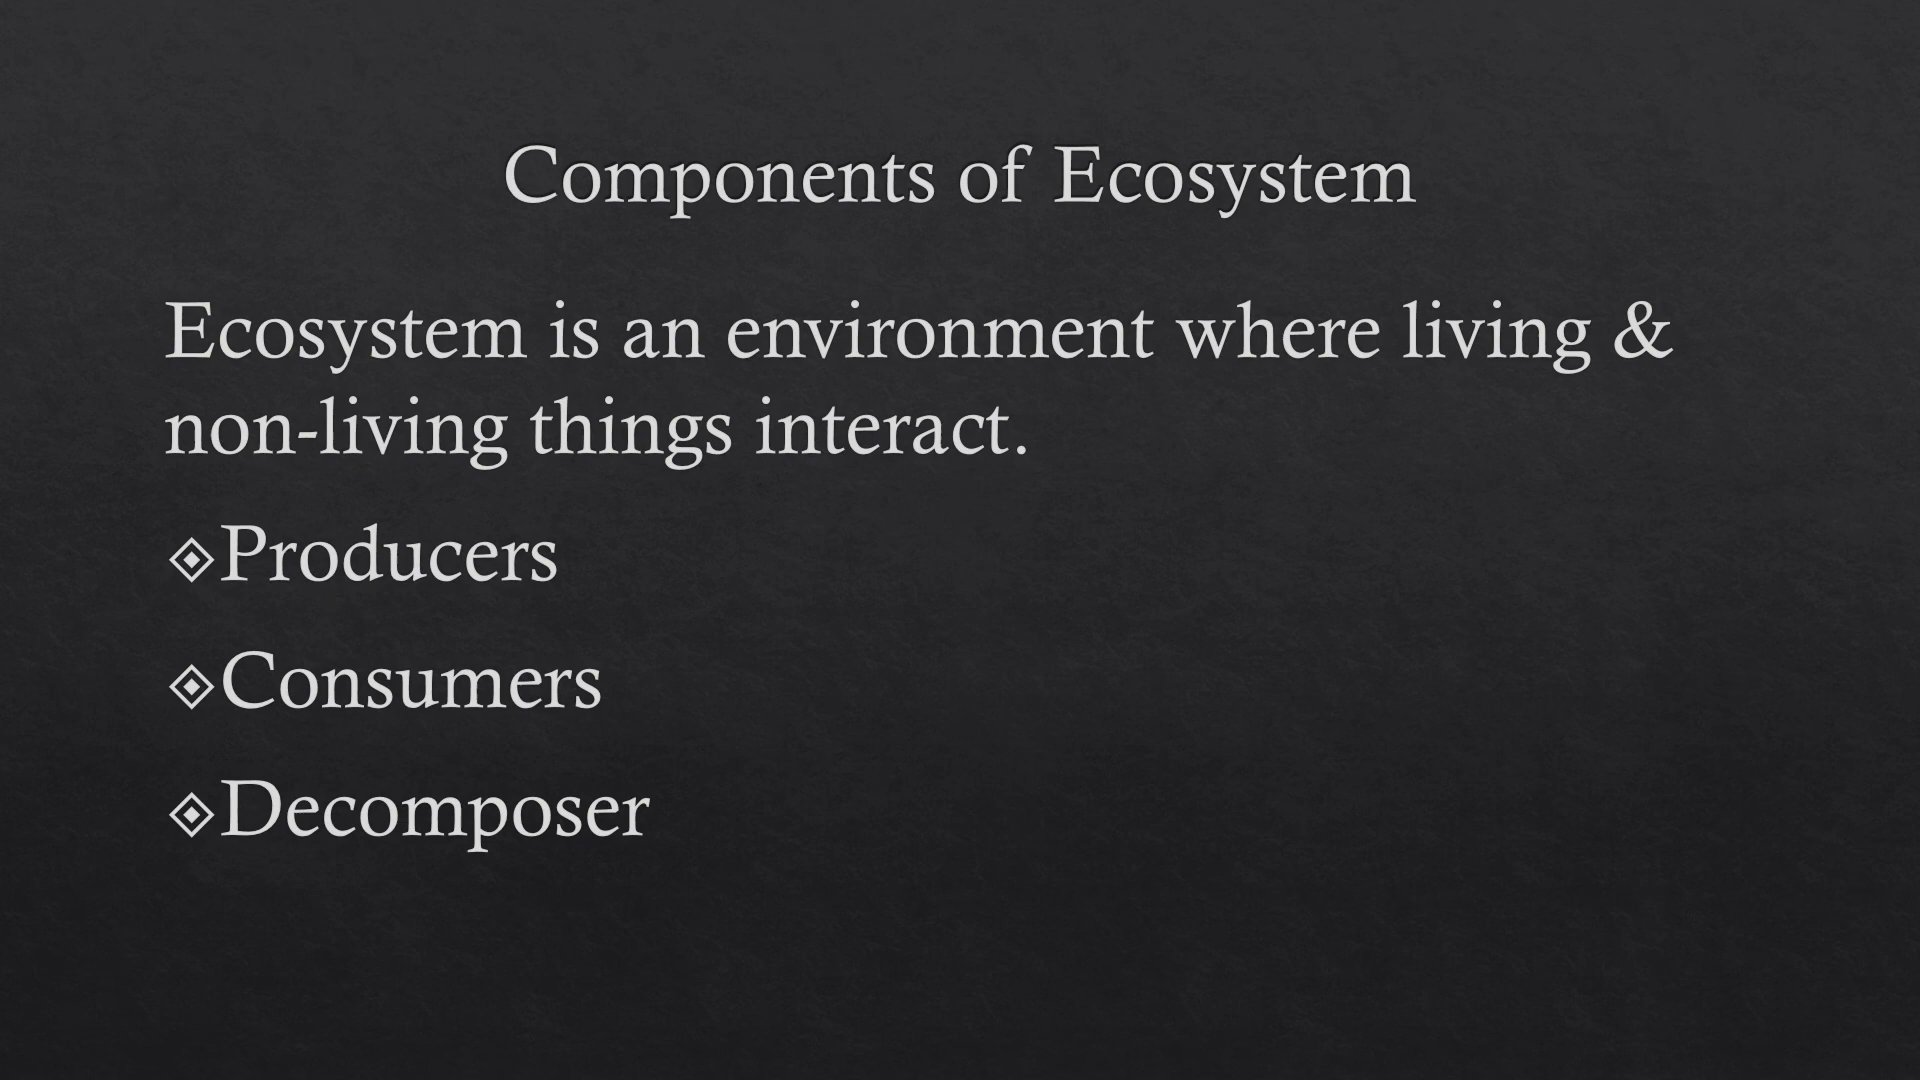 Components of Ecosystem
Ecosystem is an environment where living &
non-living things interact.
Producers
Consumers
Decomposer